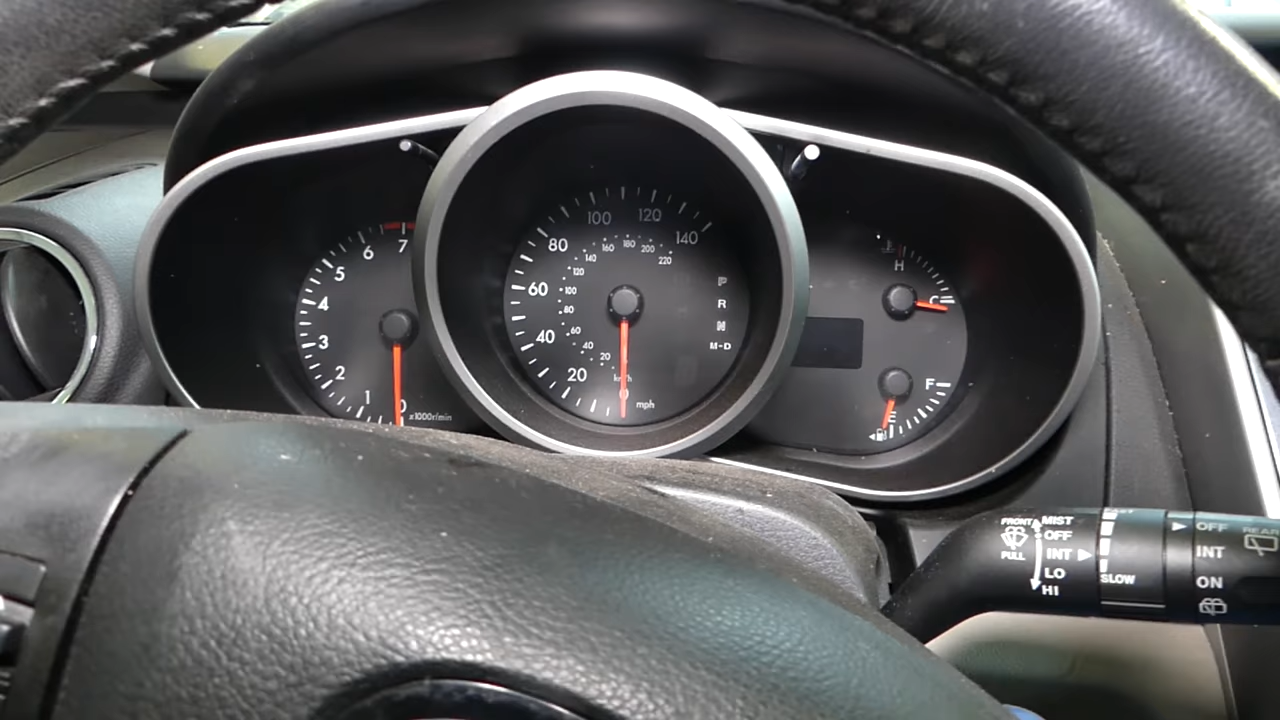 7
6
5
4
3
2
1
0
x1000r/min
100 120
80 140
60
40
20
0
mph
160 180 200
140 220
120
100
80
60
40
20
km/h
P
R
N
M-D
H
C
F
E
FRONT MIST
OFF
PULL INT
LO
HI
SLOW
OFF REAR
INT
ON